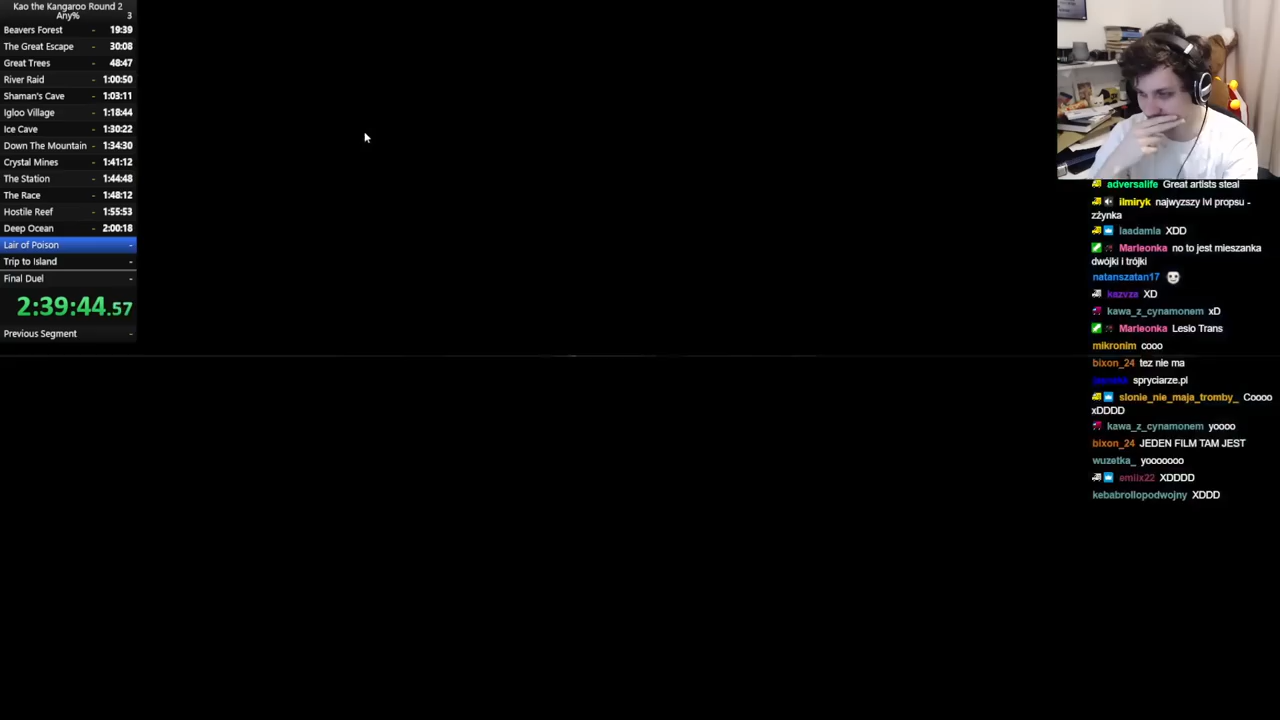 Kao the Kangaroo Round 2
Any%
3
Beavers Forest - 19:39
The Great Escape - 30:08
Great Trees - 48:47
River Raid - 1:00:50
Shaman's Cave - 1:03:11
Igloo Village - 1:18:44
Ice Cave - 1:30:22
Down The Mountain - 1:34:30
Crystal Mines - 1:41:12
The Station - 1:44:48
The Race - 1:48:12
Hostile Reef - 1:55:53
Deep Ocean - 2:00:18
Lair of Poison -
Trip to Island -
Final Duel -
2:39:44.57
Previous Segment -
adversalife Great artists steal
ilmiryk najwyzszy lvl propsu -
zżynka
laadamla XDD
Marleonka no to jest mieszanka
dwójki i trójki
natanszatan17
kazvza XD
kawa_z_cynamonem xD
Marleonka Lesio Trans
mikronim cooo
bixon_24 tez nie ma
spryciarze.pl
slonie_nie_maja_tromby_ Coooo
xDDDD
kawa_z_cynamonem yoooo
bixon_24 JEDEN FILM TAM JEST
wuzetka_ yooooooo
emiix22 XDDDD
kebabrollopodwojny XDDD